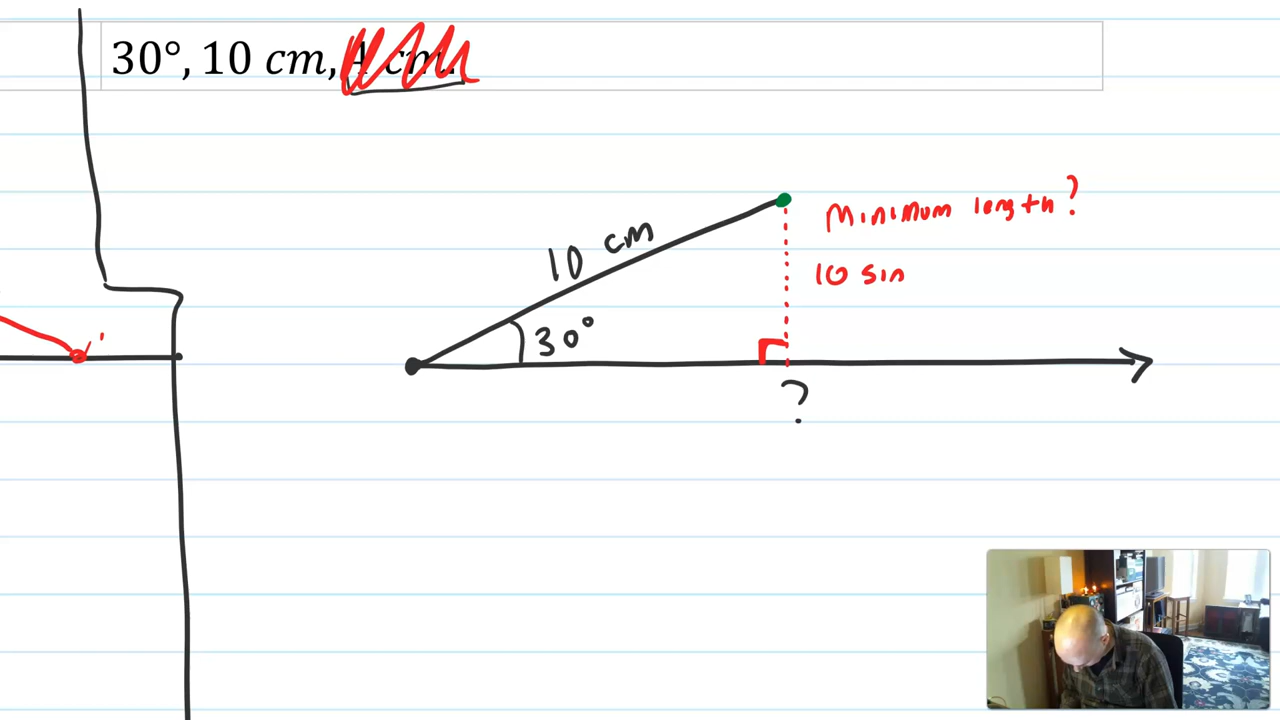 30°, 10 cm,
10 cm
Minimum length?
10 sin
30°
?